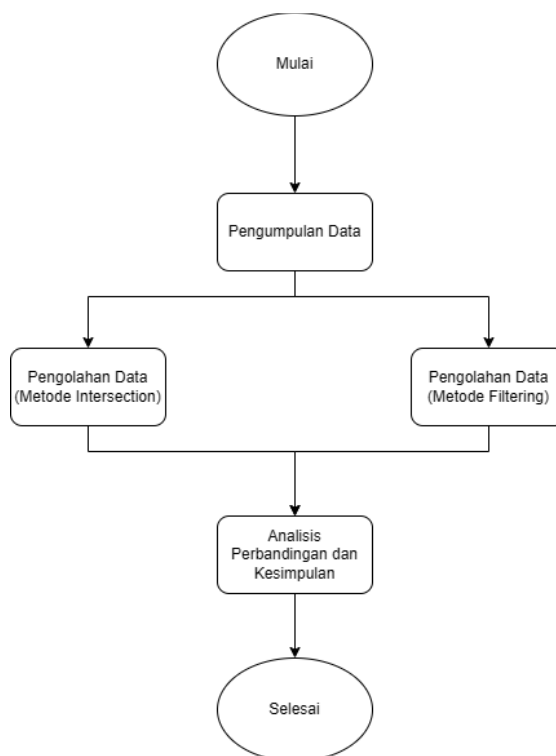 Mulai
Pengumpulan Data
Pengolahan Data
(Metode Intersection)
Pengolahan Data
(Metode Filtering)
Analisis
Perbandingan dan
Kesimpulan
Selesai